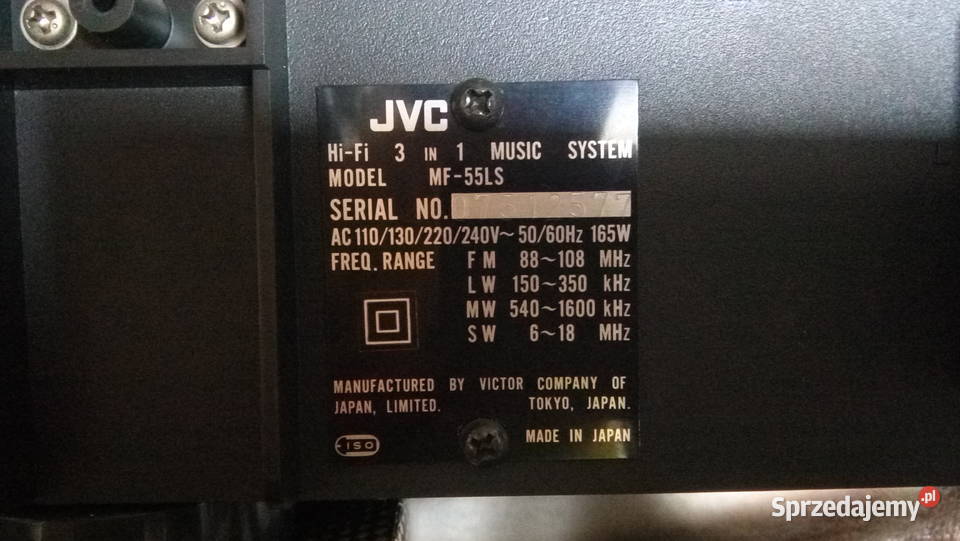 JVC
Hi-Fi 3 IN 1 MUSIC SYSTEM
MODEL MF-55LS
SERIAL NO.
AC 110/130/220/240V~ 50/60Hz 165W
FREQ. RANGE FM 88~108 MHz
LW 150~350 kHz
MW 540~1600 kHz
SW 6~18 MHz
MANUFACTURED BY VICTOR COMPANY OF
JAPAN, LIMITED. TOKYO, JAPAN.
ISO
MADE IN JAPAN
Sprzedajemy.pl